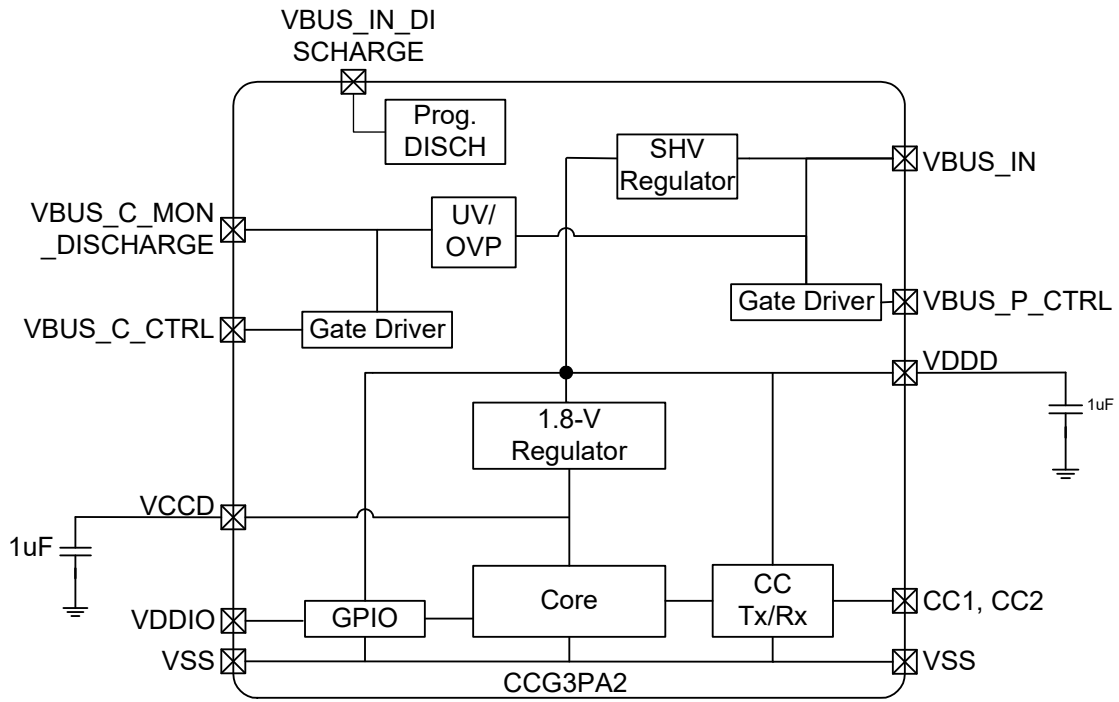 VBUS_IN_DI
SCHARGE
Prog.
DISCH
SHV
Regulator
VBUS_IN
VBUS_C_MON
_DISCHARGE
UV/
OVP
Gate Driver
VBUS_P_CTRL
VBUS_C_CTRL
Gate Driver
VDDD
1uF
1.8-V
Regulator
VCCD
1uF
Core
CC
Tx/Rx
CC1, CC2
VDDIO
GPIO
VSS
VSS
CCG3PA2